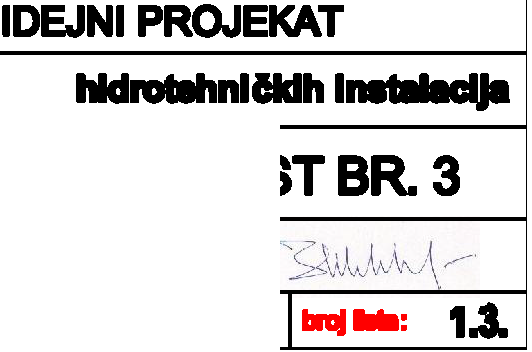 IDEJNI PROJEKAT
hidrotehničkih instalacija
ST BR. 3
broj lista: 1.3.